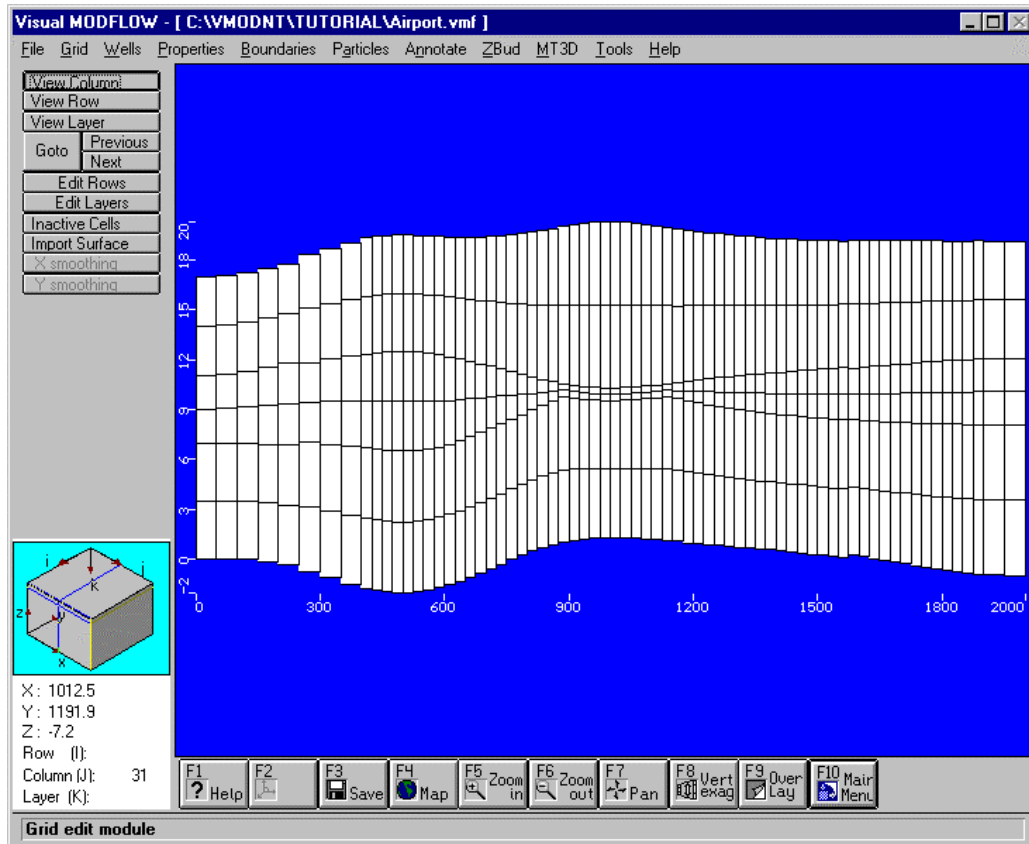 Visual MODFLOW - [ C:\VMODNT\TUTORIAL\Airport.vmf ]
File Grid Wells Properties Boundaries Particles Annotate ZBud MT3D Tools Help
View Column
View Row
View Layer
Goto Previous
Next
Edit Rows
Edit Layers
Inactive Cells
Import Surface
X smoothing
Y smoothing
20
18
15
12
9
6
3
0
-2
0 300 600 900 1200 1500 1800 2000
i j
k
z y
x
X : 1012.5
Y : 1191.9
Z : -7.2
Row (I):
Column (J): 31
Layer (K):
F1 ? Help
F2
F3 Save
F4 Map
F5 Zoom in
F6 Zoom out
F7 Pan
F8 Vert exag
F9 Over Lay
F10 Main Menu
Grid edit module